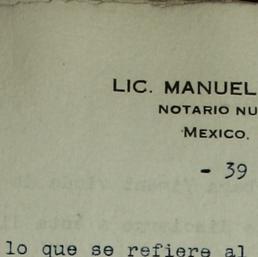 LIC. MANUEL
NOTARIO NU
MEXICO.
- 39
lo que se refiere al